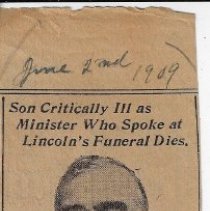 June 2nd 1909
Son Critically Ill as
Minister Who Spoke at
Lincoln's Funeral Dies.